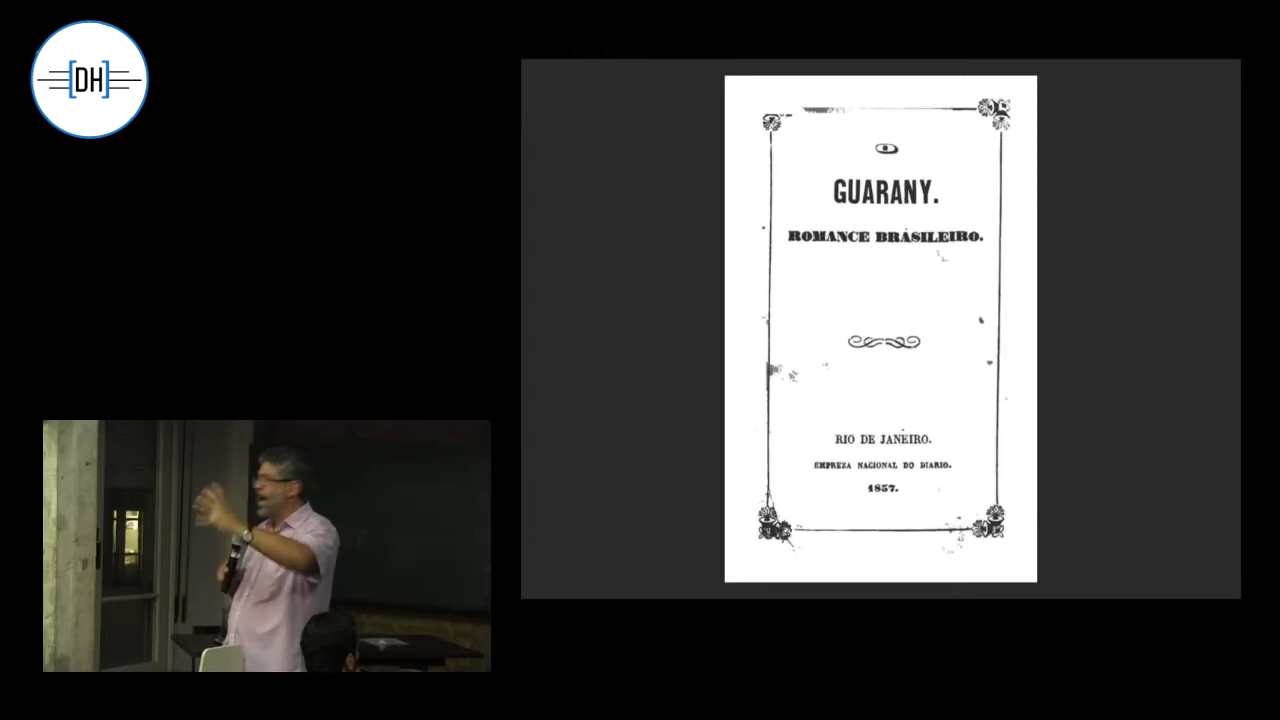 [DH]
O
GUARANY.
ROMANCE BRASILEIRO.
RIO DE JANEIRO.
EMPREZA NACIONAL DO DIARIO.
1857.